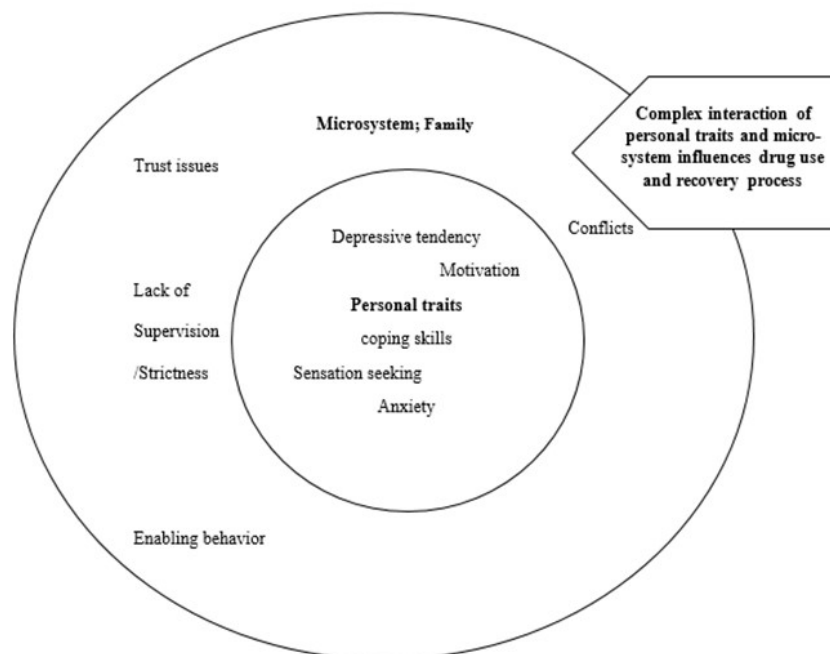 Microsystem; Family
Complex interaction of
personal traits and micro-
system influences drug use
and recovery process
Trust issues
Conflicts
Depressive tendency
Motivation
Lack of
Supervision
/Strictness
Personal traits
coping skills
Sensation seeking
Anxiety
Enabling behavior